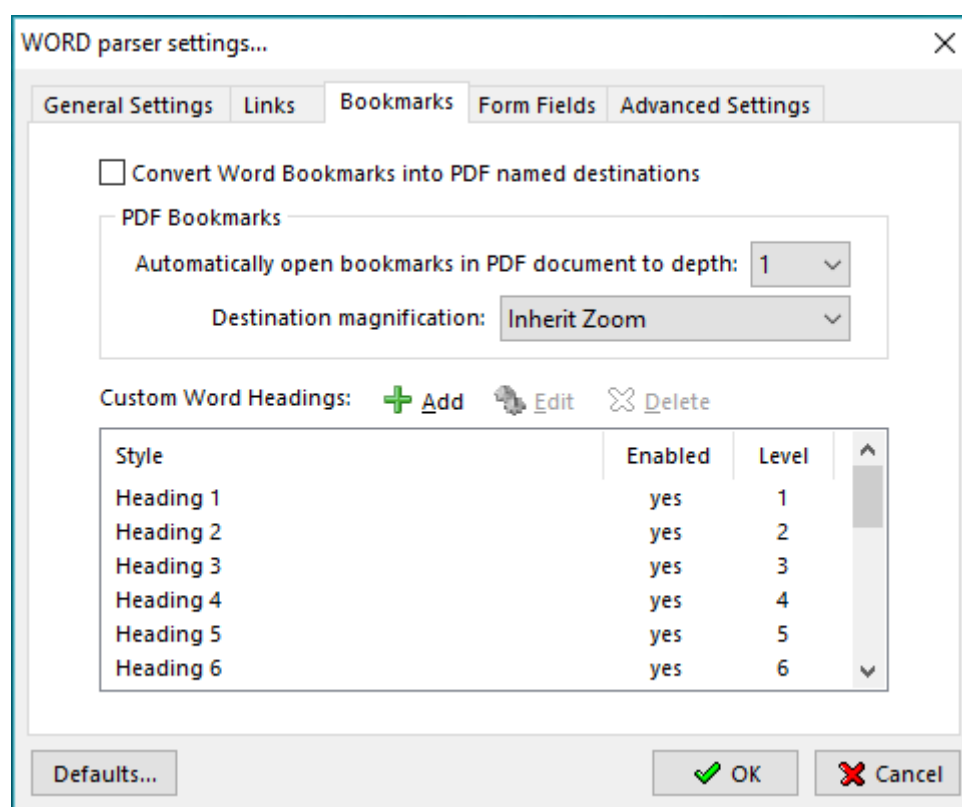 WORD parser settings...
General Settings Links Bookmarks Form Fields Advanced Settings
Convert Word Bookmarks into PDF named destinations
PDF Bookmarks
Automatically open bookmarks in PDF document to depth: 1
Destination magnification: Inherit Zoom
Custom Word Headings: Add Edit Delete
Style Enabled Level
Heading 1 yes 1
Heading 2 yes 2
Heading 3 yes 3
Heading 4 yes 4
Heading 5 yes 5
Heading 6 yes 6
Defaults... OK Cancel